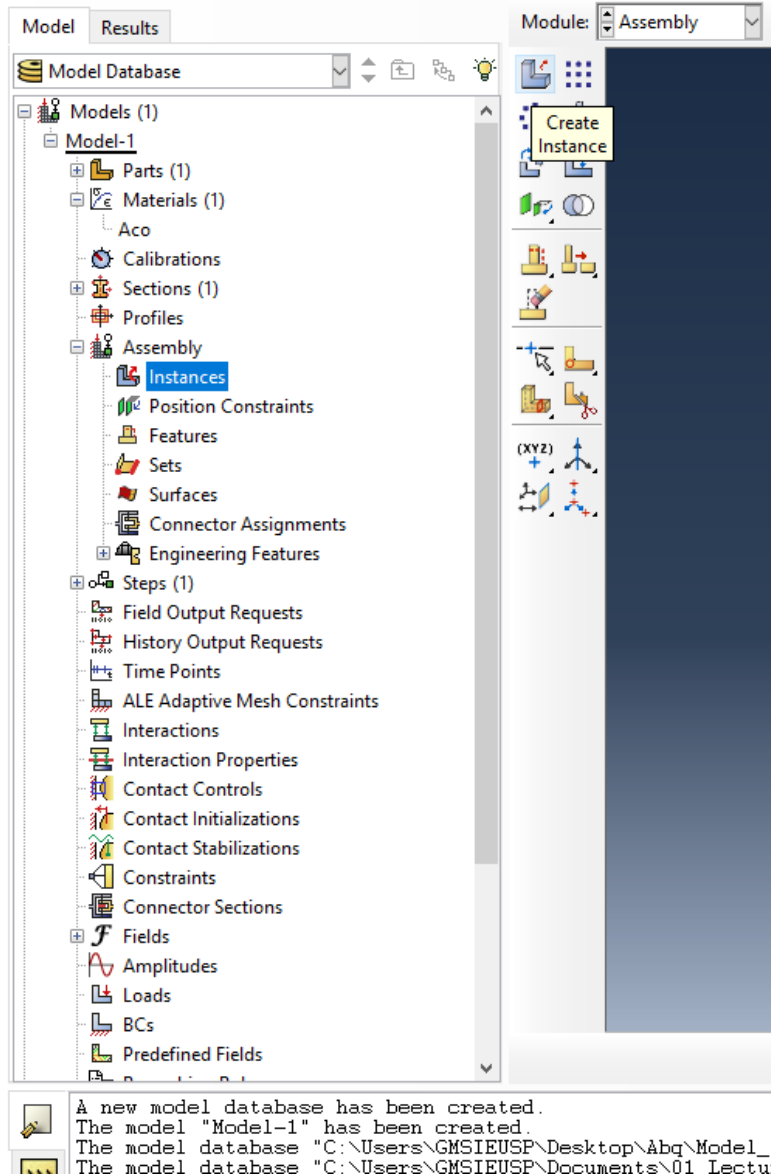 Model Results
Module: Assembly
Model Database
Models (1)
Model-1
Parts (1)
Materials (1)
Aco
Calibrations
Sections (1)
Profiles
Assembly
Instances
Position Constraints
Features
Sets
Surfaces
Connector Assignments
Engineering Features
Steps (1)
Field Output Requests
History Output Requests
Time Points
ALE Adaptive Mesh Constraints
Interactions
Interaction Properties
Contact Controls
Contact Initializations
Contact Stabilizations
Constraints
Connector Sections
Fields
Amplitudes
Loads
BCs
Predefined Fields
Create
Instance
(XYZ)
A new model database has been created.
The model "Model-1" has been created.
The model database "C:\Users\GMSIEUSP\Desktop\Abq\Model_
The model database "C:\Users\GMSIEUSP\Documents\01_Lectu